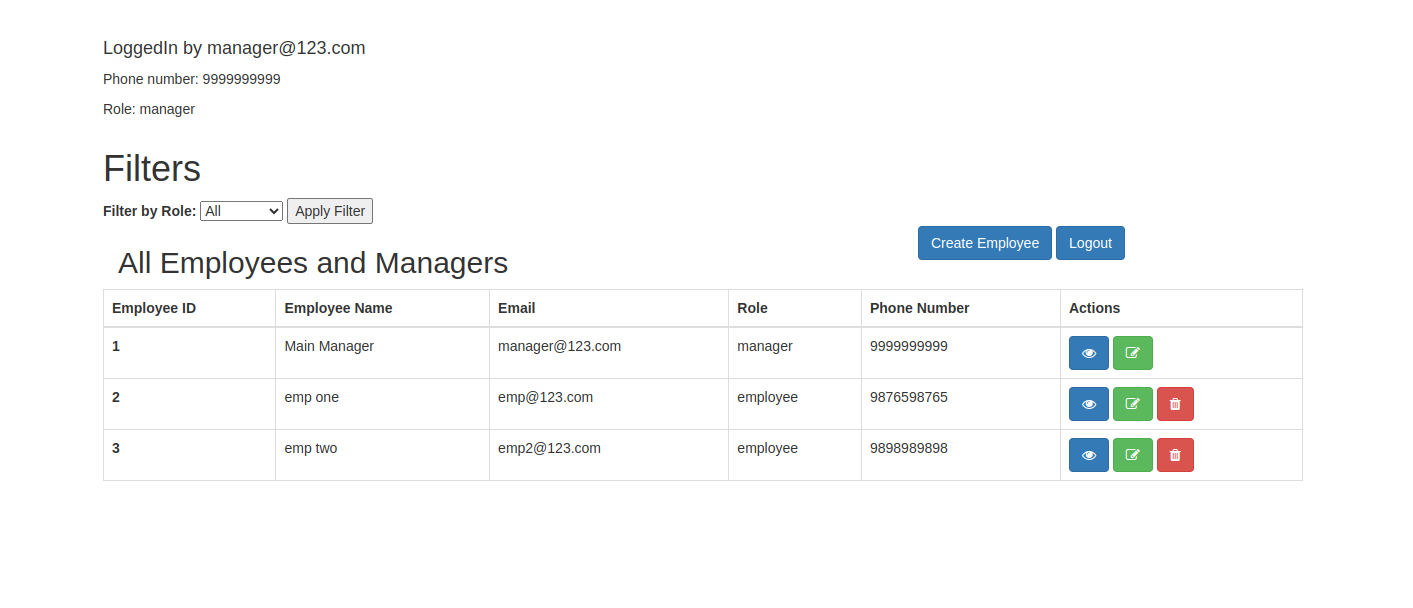 LoggedIn by manager@123.com
Phone number: 9999999999
Role: manager
Filters
Filter by Role: All Apply Filter
Create Employee Logout
All Employees and Managers
Employee ID Employee Name Email Role Phone Number Actions
1 Main Manager manager@123.com manager 9999999999
2 emp one emp@123.com employee 9876598765
3 emp two emp2@123.com employee 9898989898